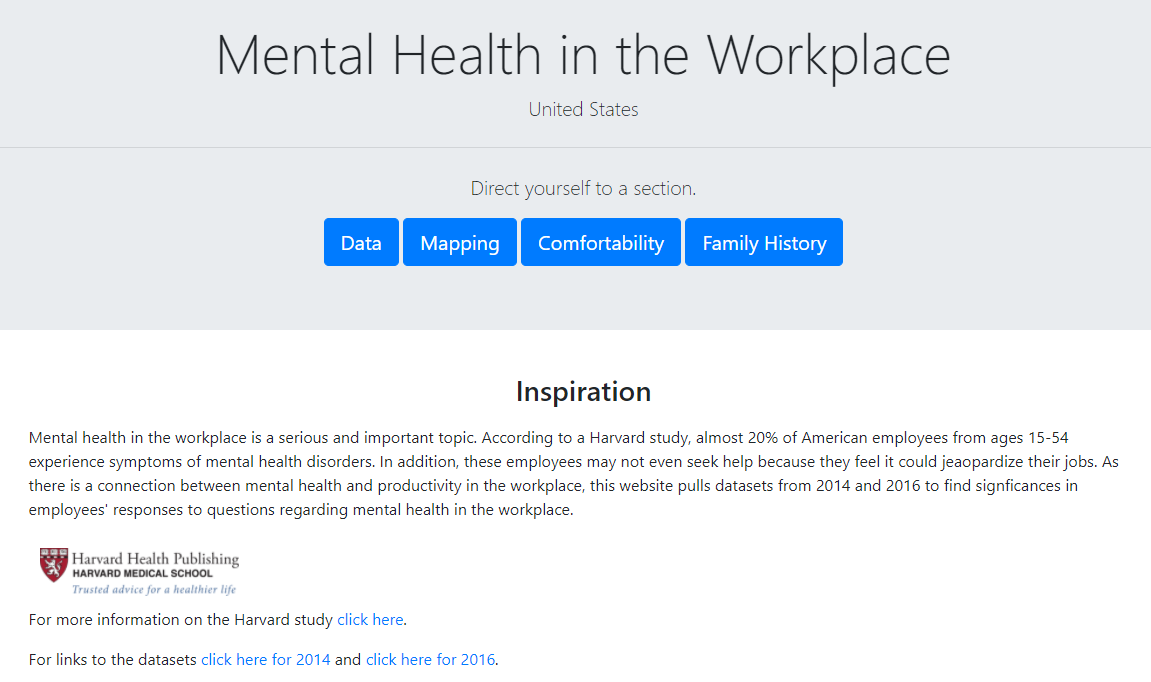 Mental Health in the Workplace
United States
Direct yourself to a section.
Data Mapping Comfortability Family History
Inspiration
Mental health in the workplace is a serious and important topic. According to a Harvard study, almost 20% of American employees from ages 15-54
experience symptoms of mental health disorders. In addition, these employees may not even seek help because they feel it could jeaopardize their jobs. As
there is a connection between mental health and productivity in the workplace, this website pulls datasets from 2014 and 2016 to find signficances in
employees' responses to questions regarding mental health in the workplace.
Harvard Health Publishing
HARVARD MEDICAL SCHOOL
Trusted advice for a healthier life
For more information on the Harvard study click here.
For links to the datasets click here for 2014 and click here for 2016.